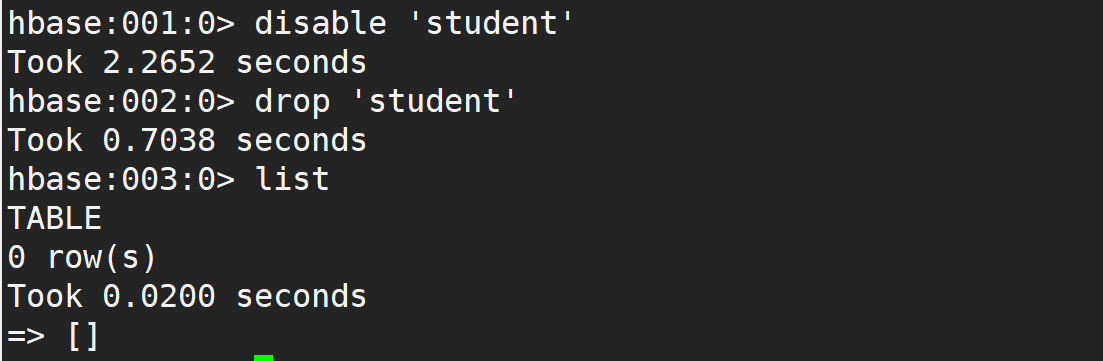 hbase:001:0> disable 'student'
Took 2.2652 seconds
hbase:002:0> drop 'student'
Took 0.7038 seconds
hbase:003:0> list
TABLE
0 row(s)
Took 0.0200 seconds
=> []